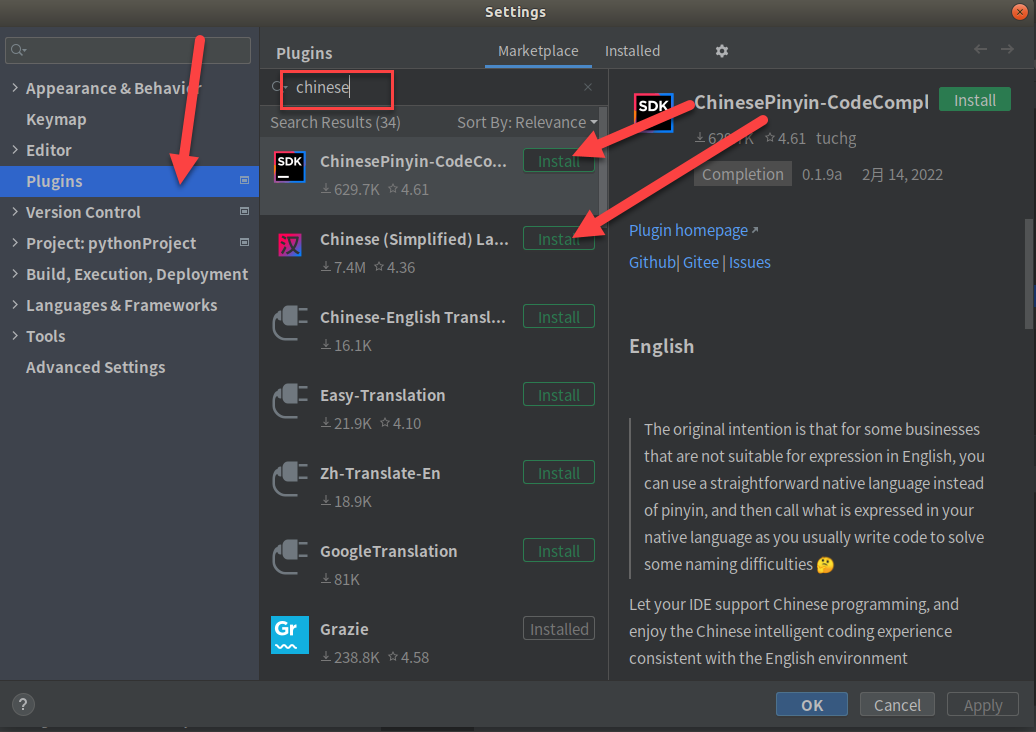 Settings
Appearance & Behavior
Keymap
Editor
Plugins
Version Control
Project: pythonProject
Build, Execution, Deployment
Languages & Frameworks
Tools
Advanced Settings
Plugins
Marketplace
Installed
chinese
Search Results (34)
Sort By: Relevance
SDK
ChinesePinyin-CodeCo...
Install
629.7K
4.61
汉
Chinese (Simplified) La...
Install
7.4M
4.36
Chinese-English Transl...
Install
16.1K
Easy-Translation
Install
21.9K
4.10
Zh-Translate-En
Install
18.9K
GoogleTranslation
Install
81K
Gr
Grazie
Installed
238.8K
4.58
SDK
ChinesePinyin-CodeCompl
Install
629.7K
4.61
tuchg
Completion
0.1.9a
2月 14, 2022
Plugin homepage
Github| Gitee | Issues
English
The original intention is that for some businesses
that are not suitable for expression in English, you
can use a straightforward native language instead
of pinyin, and then call what is expressed in your
native language as you usually write code to solve
some naming difficulties 🤔
Let your IDE support Chinese programming, and
enjoy the Chinese intelligent coding experience
consistent with the English environment
?
OK
Cancel
Apply